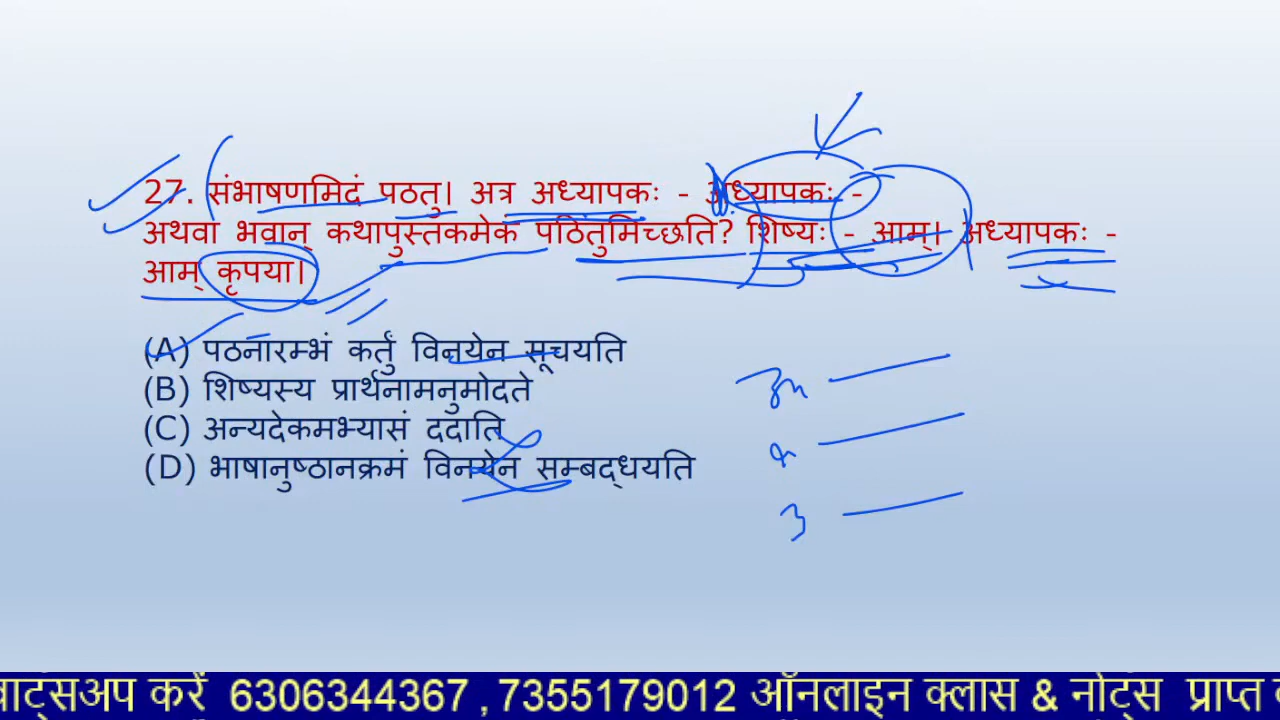 27. संभाषणमिदं पठतु। अत्र अध्यापकः - अध्यापकः -
अथवा भवान् कथापुस्तकमेकं पठितुमिच्छति? शिष्यः - आम्। अध्यापकः -
आम् कृपया।
(A) पठनारम्भं कर्तुं विनयेन सूचयति
(B) शिष्यस्य प्रार्थनामनुमोदते
(C) अन्यदेकमभ्यासं ददाति
(D) भाषानुष्ठानक्रमं विनयेन सम्बद्धयति
वाट्सअप करें 6306344367 , 7355179012 ऑनलाइन क्लास & नोट्स प्राप्त